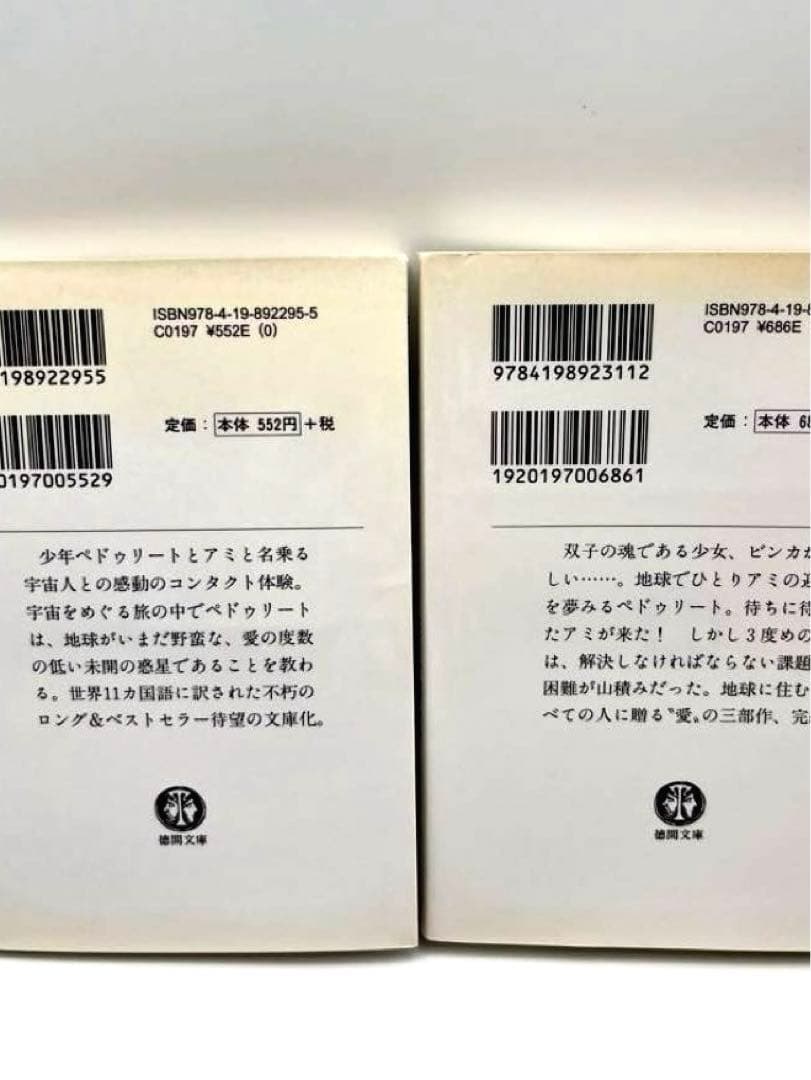 ISBN978-4-19-892295-5
C0197 ¥552E (0)
198922955
定価：本体 552円＋税
0197005529
少年ペドゥリートとアミと名乗る
宇宙人との感動のコンタクト体験。
宇宙をめぐる旅の中でペドゥリート
は、地球がいまだ野蛮な、愛の度数
の低い未開の惑星であることを教わ
る。世界11カ国語に訳された不朽の
ロング＆ベストセラー待望の文庫化。
徳間文庫
ISBN978-4-19-8
C0197 ¥686E
9784198923112
定価：本体 68
1920197006861
双子の魂である少女、ビンカが
しい……。地球でひとりアミの迎
を夢みるペドゥリート。待ちに待
たアミが来た！　しかし３度めの
は、解決しなければならない課題
困難が山積みだった。地球に住む
べての人に贈る〝愛〟の三部作、完
徳間文庫